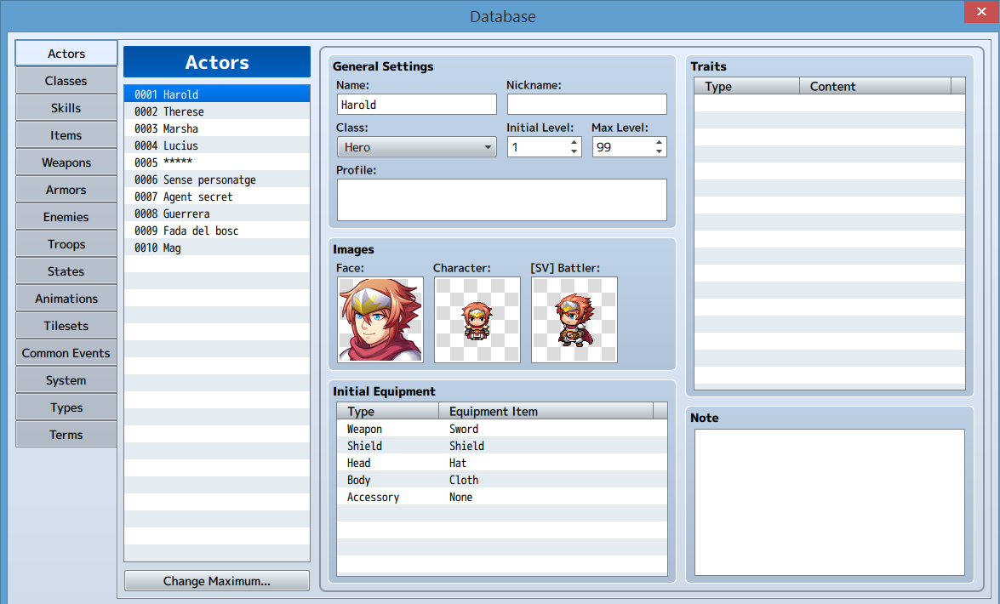 Database
Actors
Classes
Skills
Items
Weapons
Armors
Enemies
Troops
States
Animations
Tilesets
Common Events
System
Types
Terms
Actors
0001 Harold
0002 Therese
0003 Marsha
0004 Lucius
0005 *****
0006 Sense personatge
0007 Agent secret
0008 Guerrera
0009 Fada del bosc
0010 Mag
Change Maximum...
General Settings
Name: Nickname:
Harold
Class: Initial Level: Max Level:
Hero 1 99
Profile:
Images
Face: Character: [SV] Battler:
Initial Equipment
Type Equipment Item
Weapon Sword
Shield Shield
Head Hat
Body Cloth
Accessory None
Traits
Type Content
Note